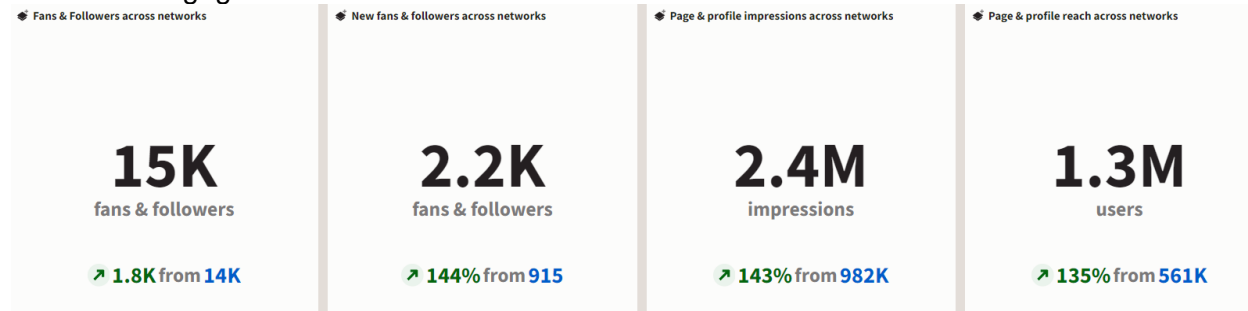 Fans & Followers across networks
15K
fans & followers
1.8K from 14K
New fans & followers across networks
2.2K
fans & followers
144% from 915
Page & profile impressions across networks
2.4M
impressions
143% from 982K
Page & profile reach across networks
1.3M
users
135% from 561K